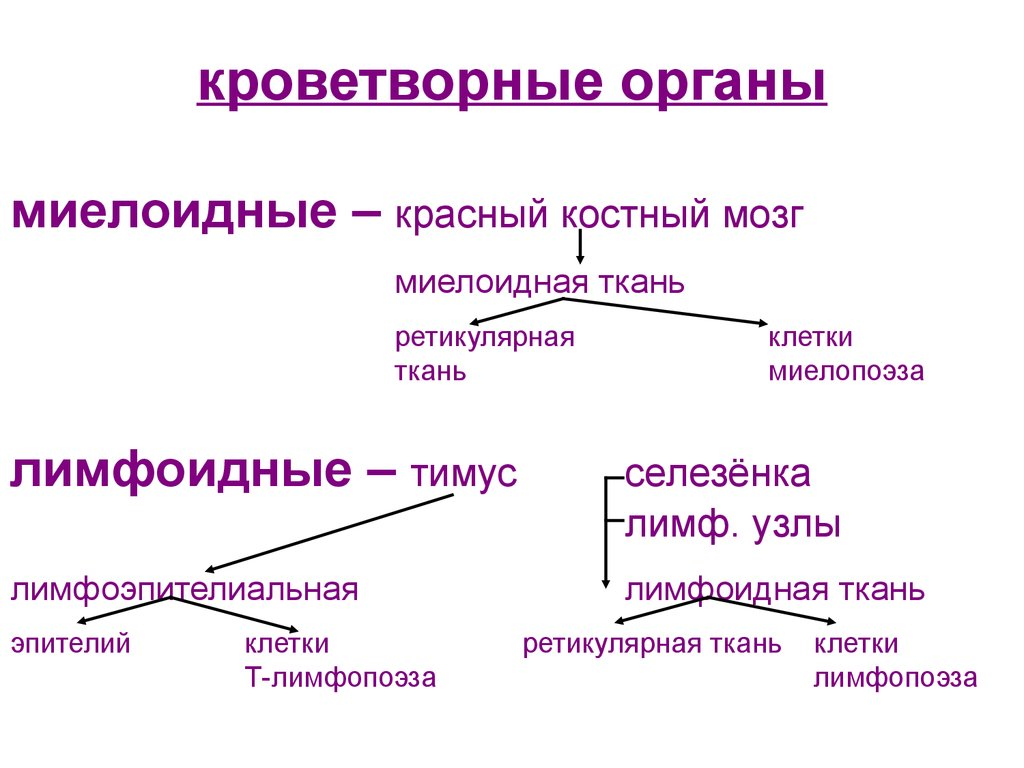 кроветворные органы
миелоидные – красный костный мозг
миелоидная ткань
ретикулярная
ткань
клетки
миелопоэза
лимфоидные – тимус
селезёнка
лимф. узлы
лимфоэпителиальная
эпителий
клетки
Т-лимфопоэза
лимфоидная ткань
ретикулярная ткань
клетки
лимфопоэза